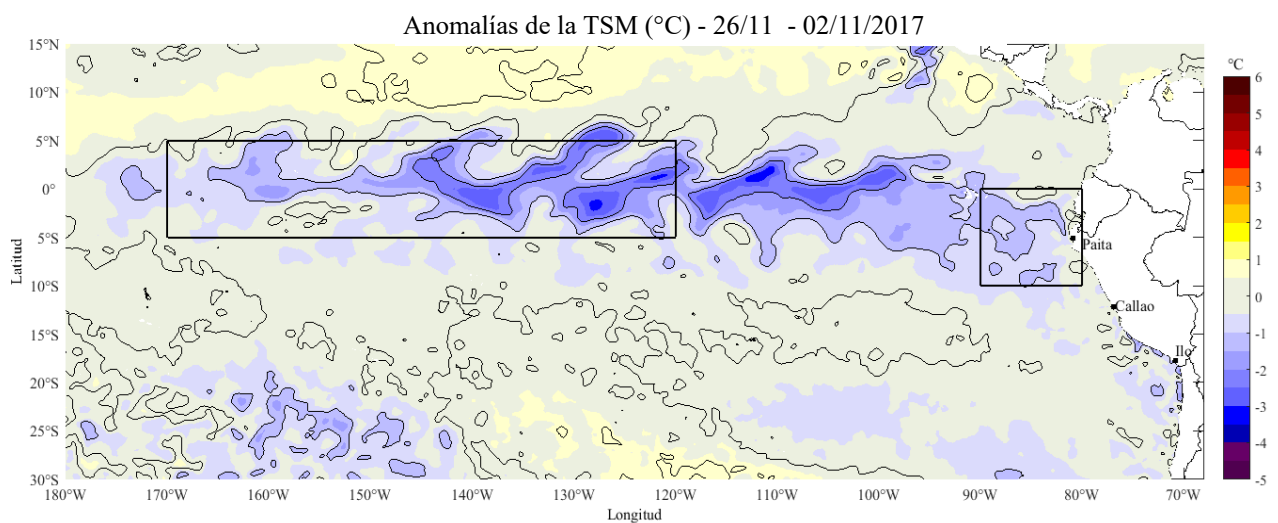 Anomalías de la TSM (°C) - 26/11 - 02/11/2017
°C
15°N
10°N
5°N
0°
5°S
10°S
15°S
20°S
25°S
30°S
Latitud
180°W 170°W 160°W 150°W 140°W 130°W 120°W 110°W 100°W 90°W 80°W 70°W
Longitud
Paita
Callao
Ilo
6
5
4
3
2
1
0
-1
-2
-3
-4
-5